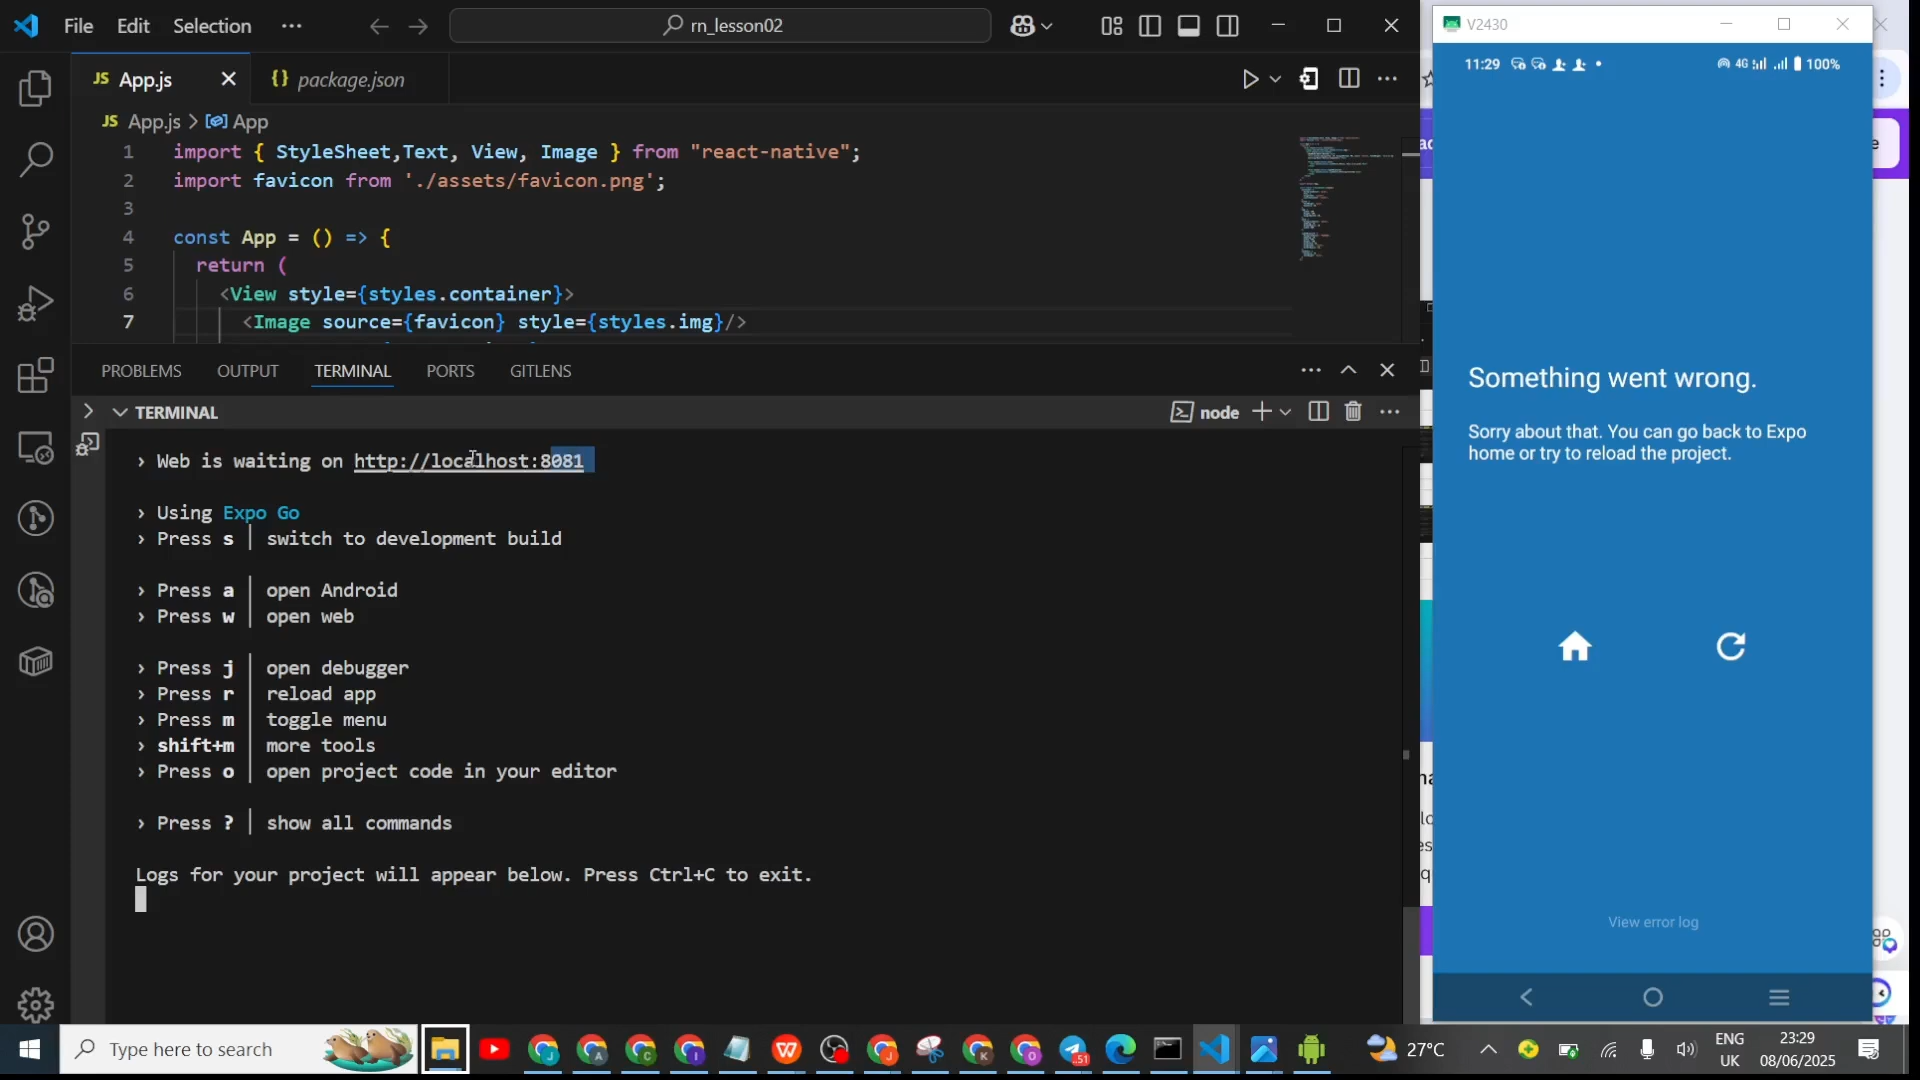 File Edit Selection ···
rn_lesson02
JS App.js
{} package.json
JS App.js > App
1 import { StyleSheet,Text, View, Image } from "react-native";
2 import favicon from './assets/favicon.png';
3
4 const App = () => {
5 return (
6 <View style={styles.container}>
7 <Image source={favicon} style={styles.img}/>
PROBLEMS OUTPUT TERMINAL PORTS GITLENS
TERMINAL
node
› Web is waiting on http://localhost:8081
› Using Expo Go
› Press s │ switch to development build
› Press a │ open Android
› Press w │ open web
› Press j │ open debugger
› Press r │ reload app
› Press m │ toggle menu
› shift+m │ more tools
› Press o │ open project code in your editor
› Press ? │ show all commands
Logs for your project will appear below. Press Ctrl+C to exit.
V2430
11:29
4G 100%
Something went wrong.
Sorry about that. You can go back to Expo
home or try to reload the project.
View error log
Type here to search
27°C
ENG
UK
23:29
08/06/2025